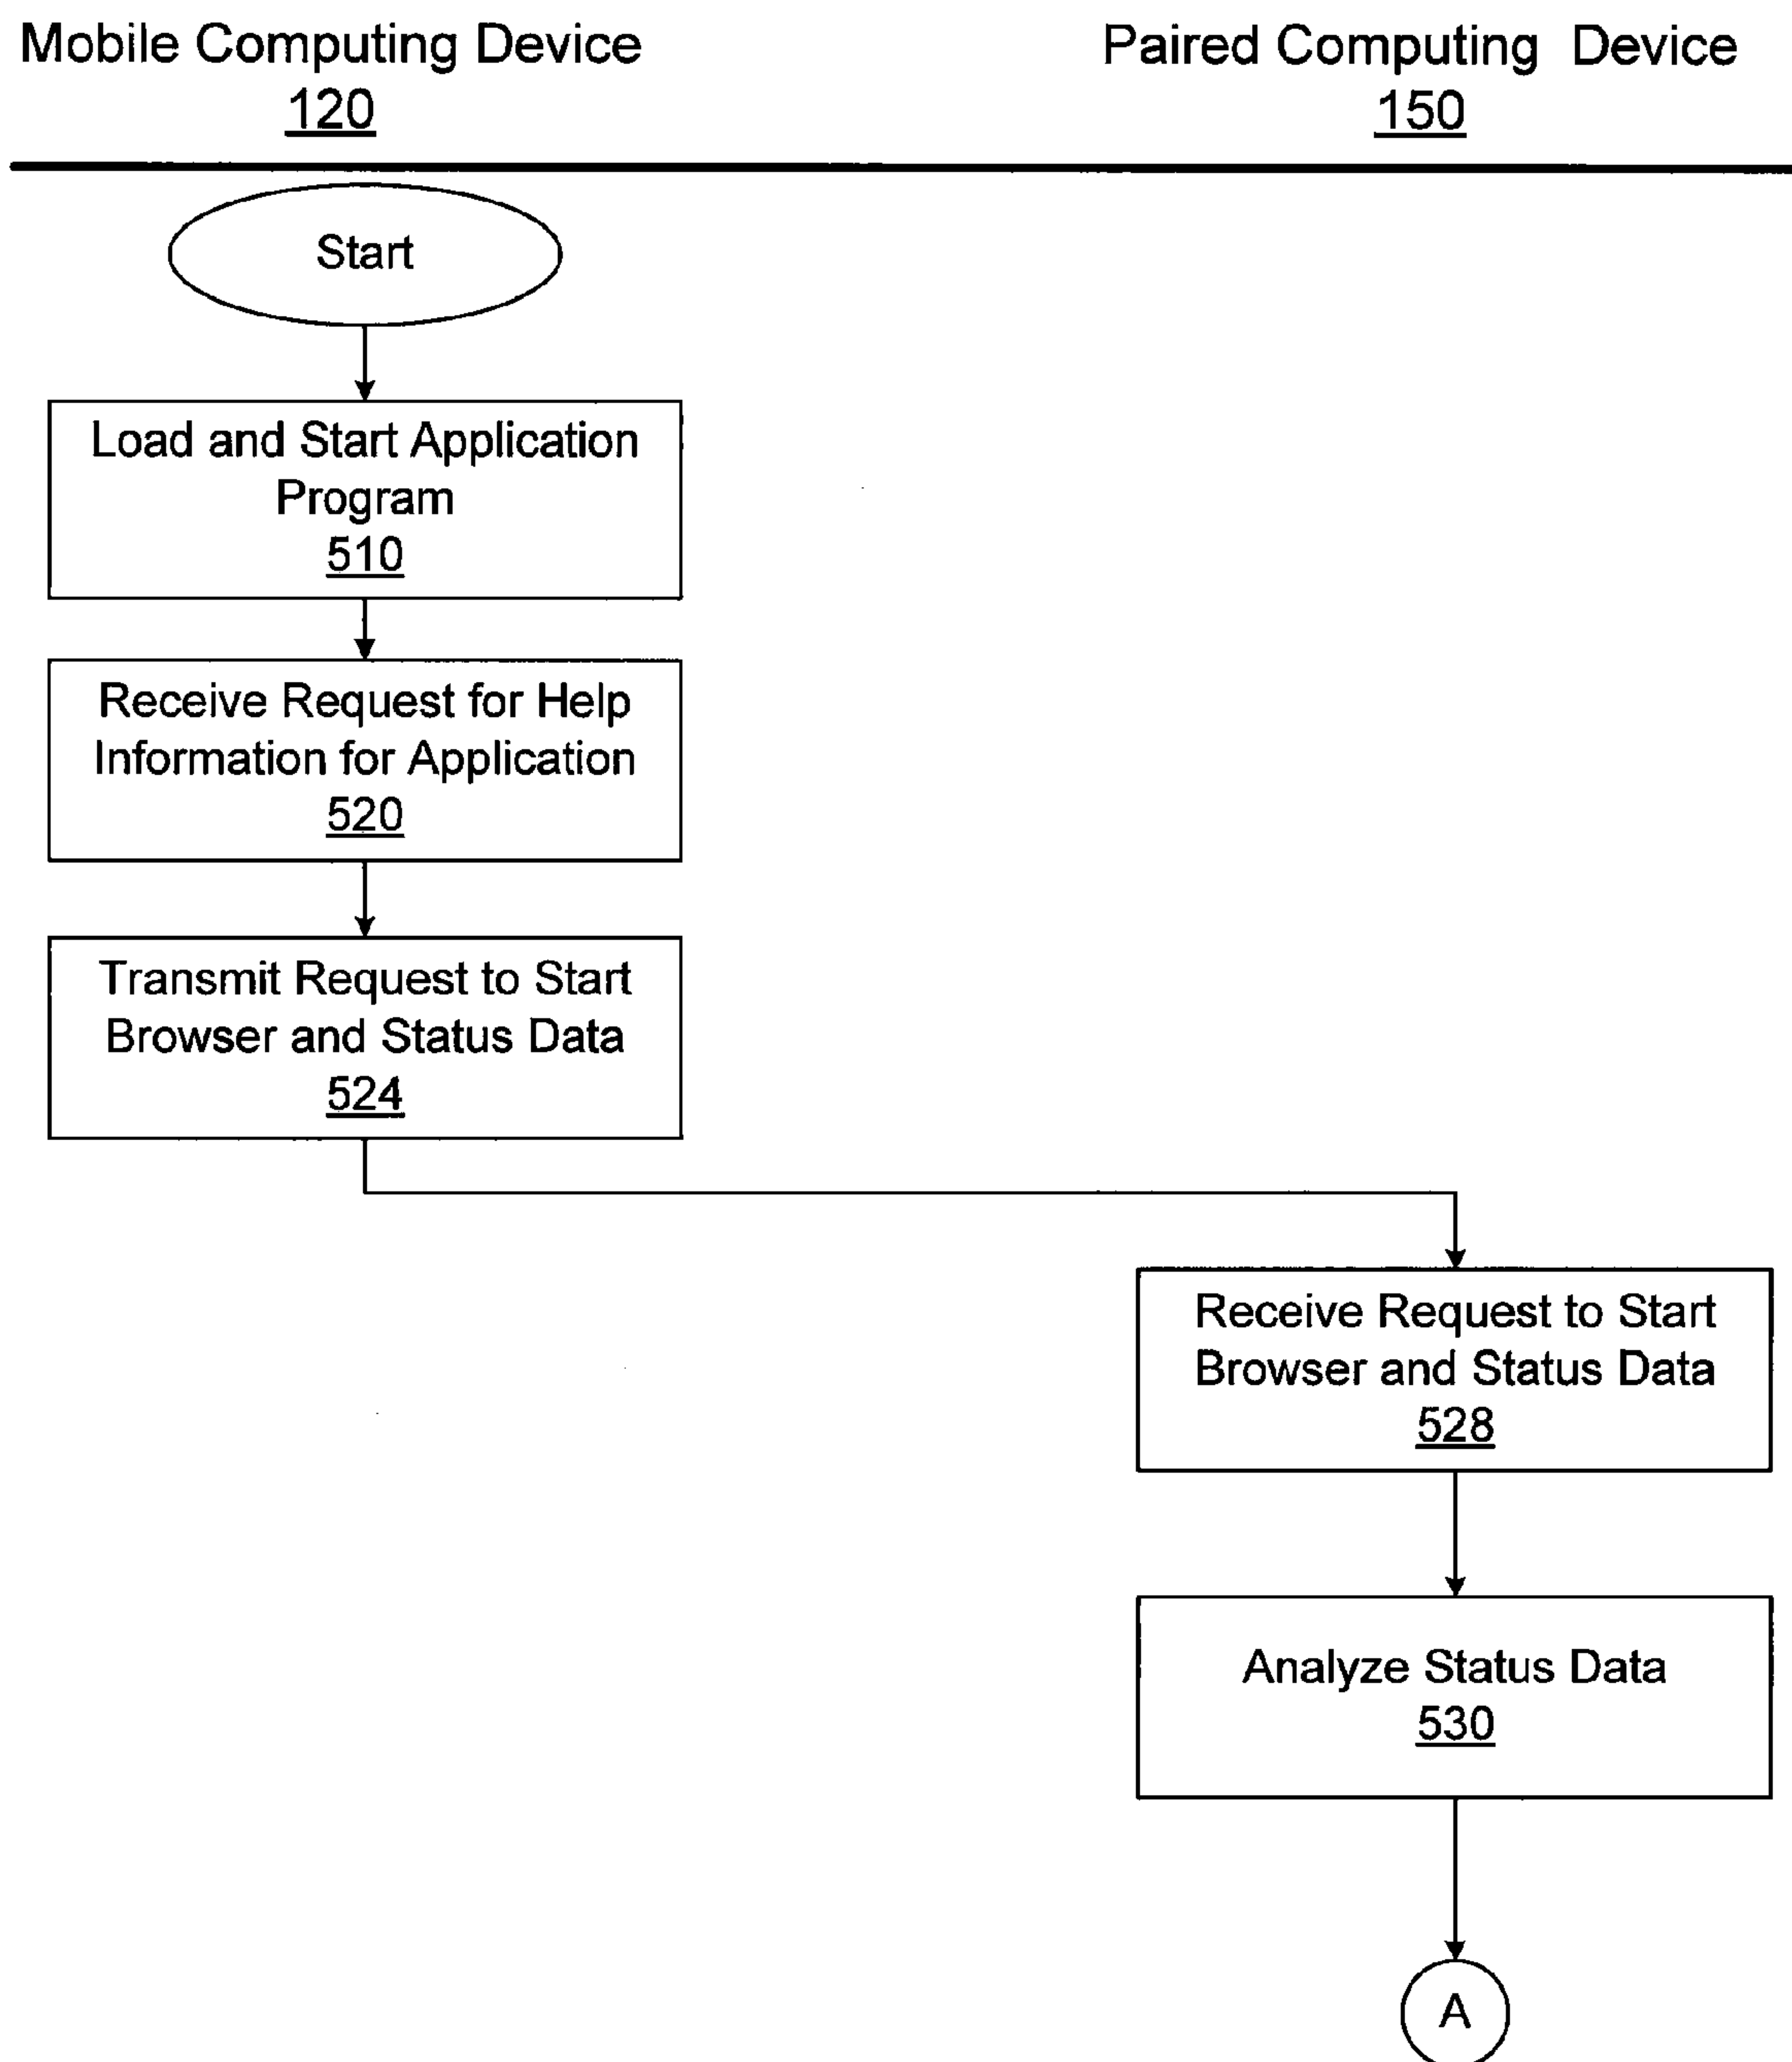 Mobile Computing Device
120
Paired Computing Device
150
Start
Load and Start Application
Program
510
Receive Request for Help
Information for Application
520
Transmit Request to Start
Browser and Status Data
524
Receive Request to Start
Browser and Status Data
528
Analyze Status Data
530
A